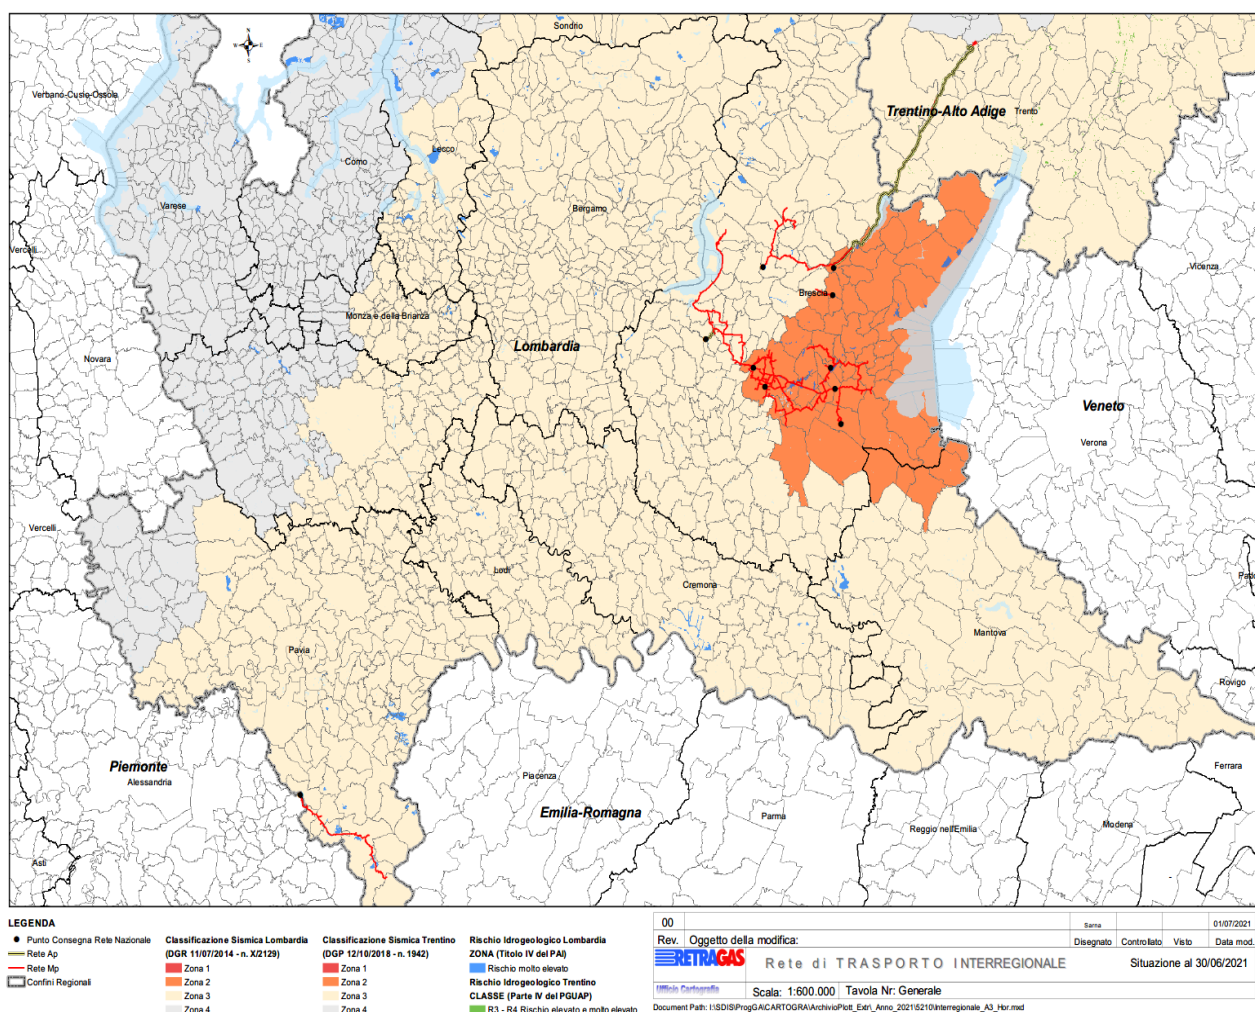 Sondrio
N
W E
S
Verbano-Cusio-Ossola
Trentino-Alto Adige
Trento
Lecco
Como
Varese
Bergamo
Vercelli
Vicenza
Brescia
Monza e della Brianza
Lombardia
Novara
Veneto
Verona
Vercelli
Lodi
Cremona
Mantova
Pavia
Rovigo
Piemonte
Alessandria
Piacenza
Ferrara
Emilia-Romagna
Parma
Reggio nell'Emilia
Modena
Asti
LEGENDA
Punto Consegna Rete Nazionale
Rete Ap
Rete Mp
Confini Regionali
Classificazione Sismica Lombardia
(DGR 11/07/2014 - n. X/2129)
Zona 1
Zona 2
Zona 3
Zona 4
Classificazione Sismica Trentino
(DGP 12/10/2018 - n. 1942)
Zona 1
Zona 2
Zona 3
Zona 4
Rischio Idrogeologico Lombardia
ZONA (Titolo IV del PAI)
Rischio molto elevato
Rischio Idrogeologico Trentino
CLASSE (Parte IV del PGUAP)
R3 - R4 Rischio elevato e molto elevato
00 01/07/2021
Rev. Oggetto della modifica: Disegnato Controllato Visto Data mod.
RETRAGAS Rete di TRASPORTO INTERREGIONALE Situazione al 30/06/2021
Ufficio Cartografia Scala: 1:600.000 Tavola Nr: Generale